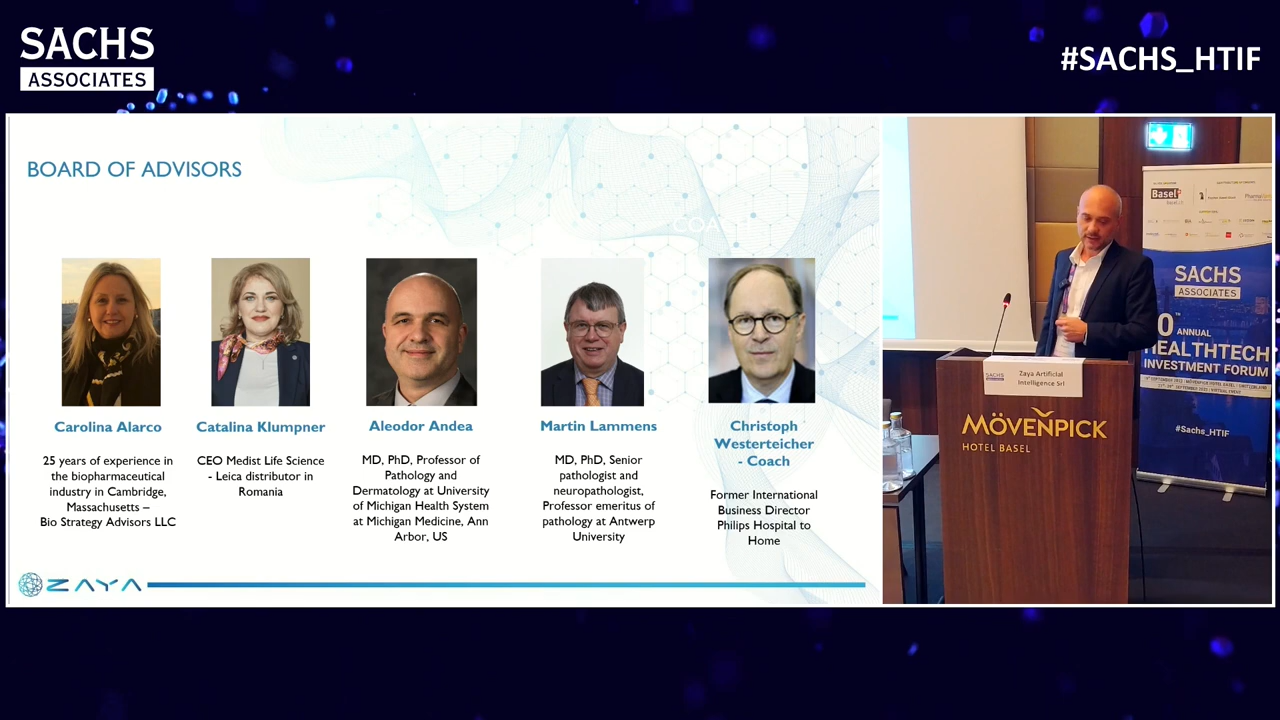 SACHS
ASSOCIATES
#SACHS_HTIF
BOARD OF ADVISORS
Carolina Alarco
25 years of experience in
the biopharmaceutical
industry in Cambridge,
Massachusetts –
Bio Strategy Advisors LLC
Catalina Klumpner
CEO Medist Life Science
- Leica distributor in
Romania
Aleodor Andea
MD, PhD, Professor of
Pathology and
Dermatology at University
of Michigan Health System
at Michigan Medicine, Ann
Arbor, US
Martin Lammens
MD, PhD, Senior
pathologist and
neuropathologist,
Professor emeritus of
pathology at Antwerp
University
Christoph
Westerteicher
- Coach
Former International
Business Director
Philips Hospital to
Home
ZAYA
Basel
SACHS
ASSOCIATES
0TH ANNUAL
HEALTHTECH
INVESTMENT FORUM
#Sachs_HTIF
SACHS
Zaya Artificial
Intelligence Srl
MÖVENPICK
HOTEL BASEL